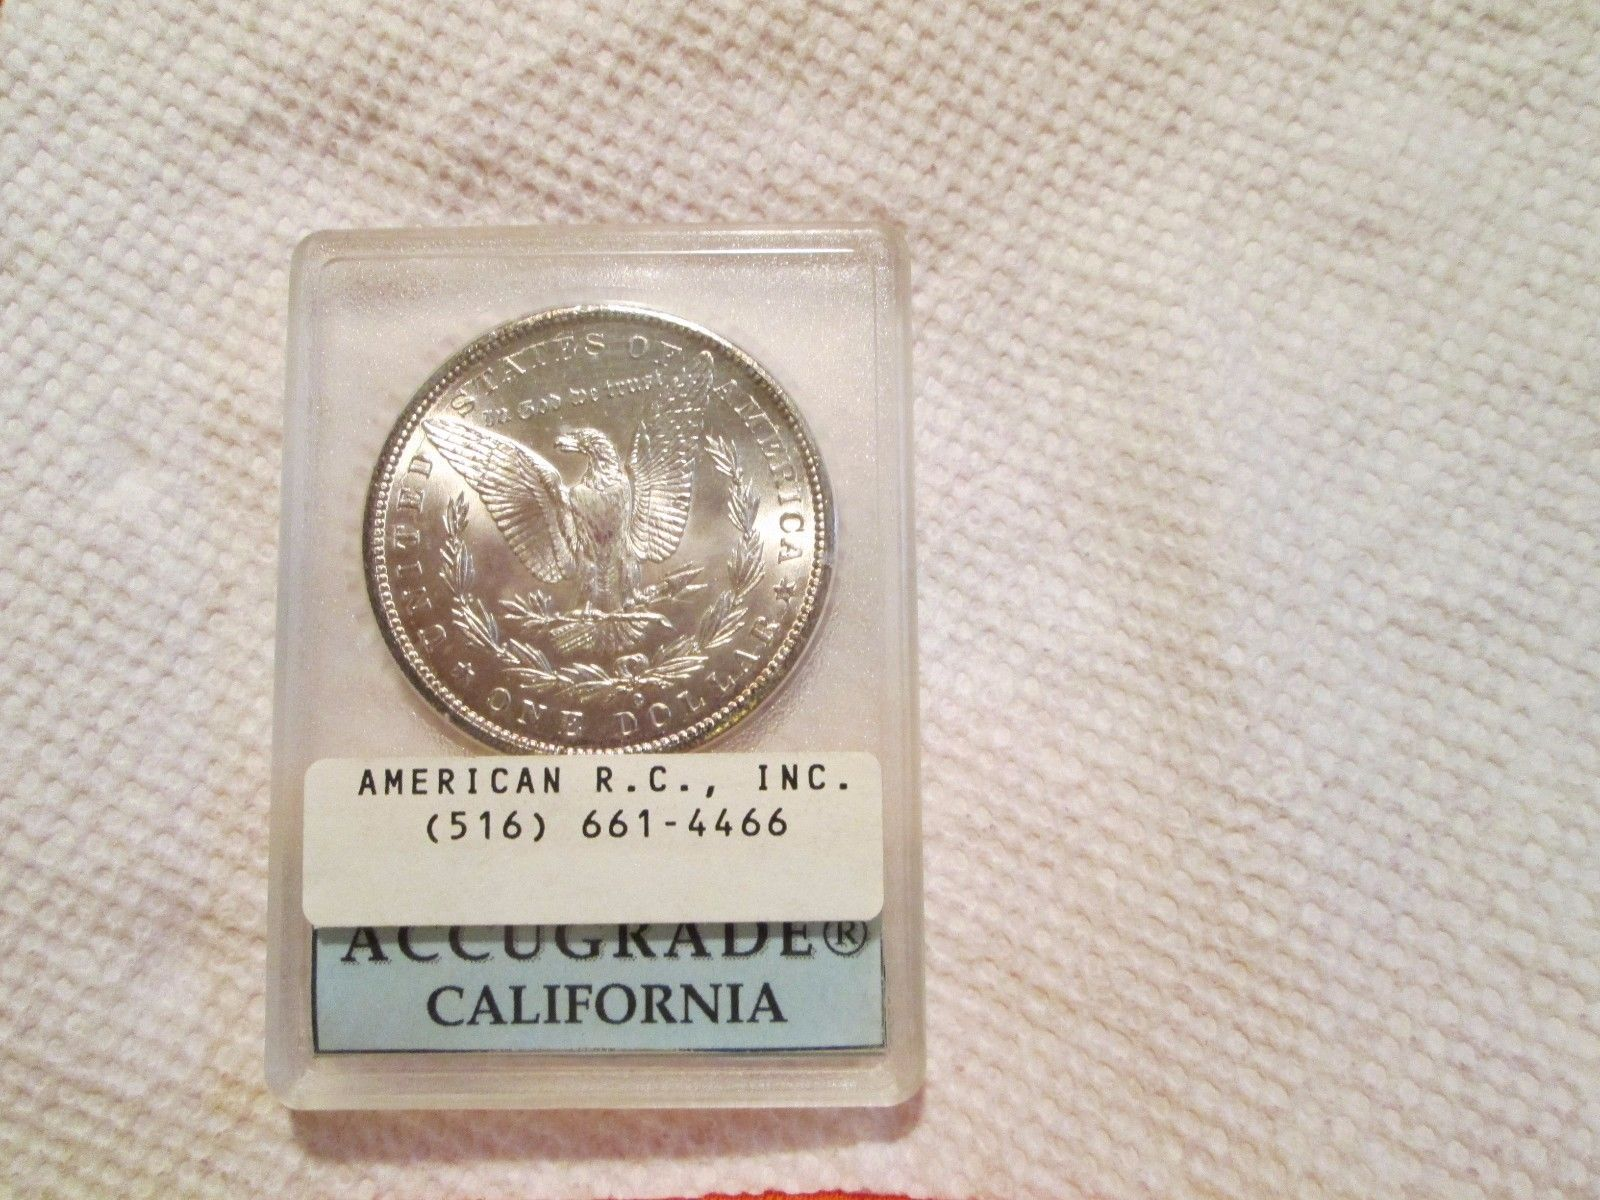 UNITED STATES OF AMERICA
In God we trust
★ ONE DOLLAR ★
O
AMERICAN R.C., INC.
(516) 661-4466
ACCUGRADE®
CALIFORNIA